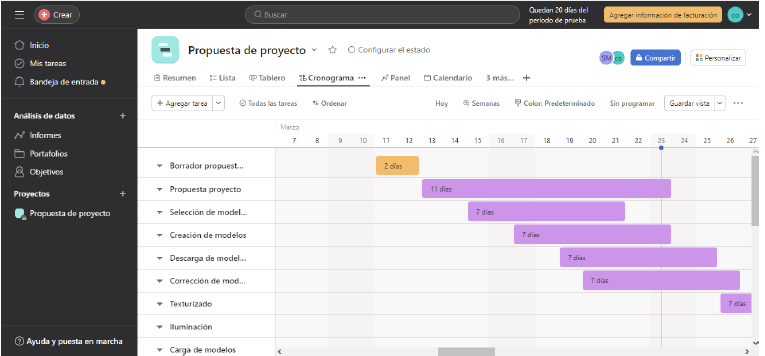 Crear
Buscar
Quedan 20 días del
período de prueba
Agregar información de facturación
co
Inicio
Mis tareas
Bandeja de entrada
Análisis de datos
Informes
Portafolios
Objetivos
Proyectos
Propuesta de proyecto
Ayuda y puesta en marcha
Propuesta de proyecto
Configurar el estado
SM co
Compartir
Personalizar
Resumen Lista Tablero Cronograma Panel Calendario 3 más... +
+ Agregar tarea Todas las tareas Ordenar Hoy Semanas Color: Predeterminado Sin programar Guardar vista
Marzo
7 8 9 10 11 12 13 14 15 16 17 18 19 20 21 22 23 24 25 26 27
Borrador propuest... 2 días
Propuesta proyecto 11 días
Selección de model... 7 días
Creación de modelos 7 días
Descarga de model... 7 días
Corrección de mod... 7 días
Texturizado 7 días
Iluminación
Carga de modelos